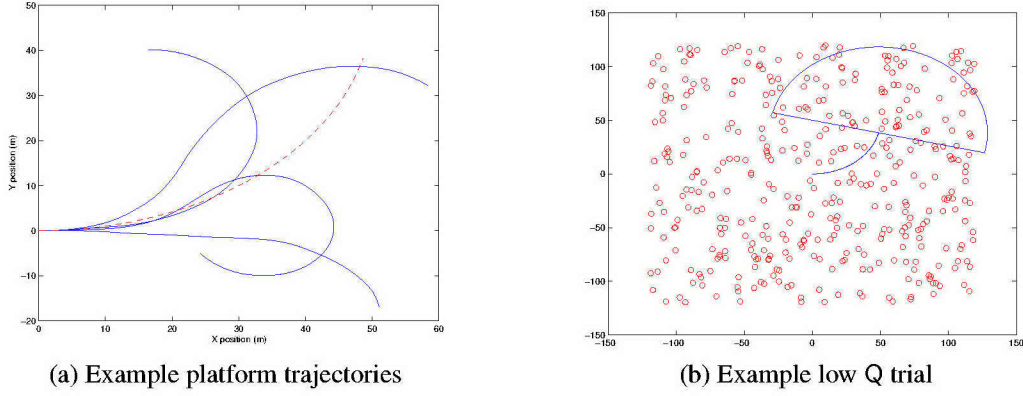 50
40
30
20
10
0
-10
-20
0 10 20 30 40 50 60
Y position (m)
X position (m)
150
100
50
0
-50
-100
-150
-150 -100 -50 0 50 100 150
(a) Example platform trajectories
(b) Example low Q trial